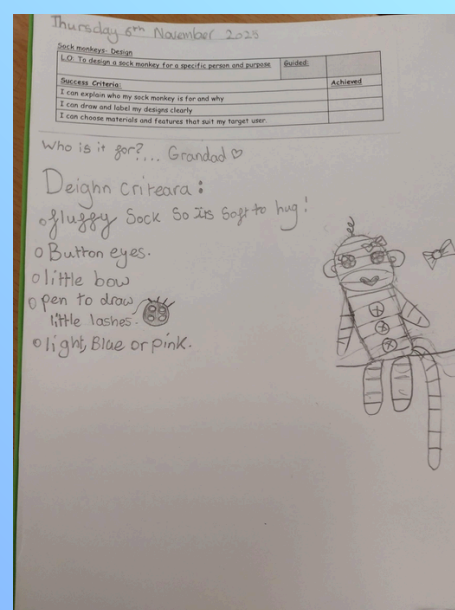 Thursday 6th November 2025
Sock monkeys- Design
L.O: To design a sock monkey for a specific person and purpose Guided:
Success Criteria: Achieved
I can explain who my sock monkey is for and why
I can draw and label my designs clearly
I can choose materials and features that suit my target user.
Who is it for?... Grandad ♡
Deighn criteara:
fluffy Sock So its Soft to hug!
Button eyes.
little bow
pen to draw
little lashes.
light, Blue or pink.